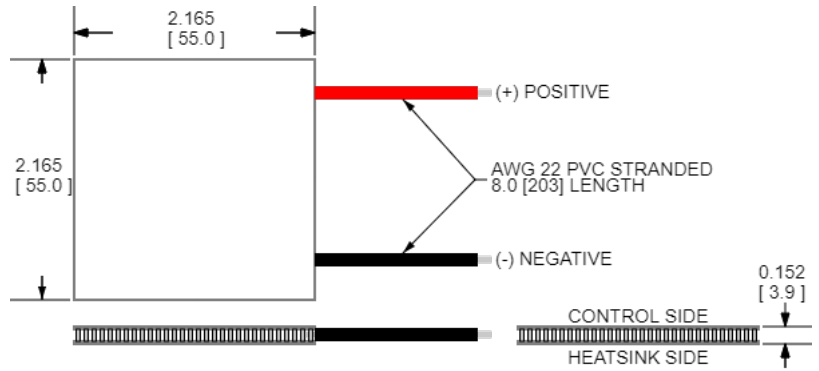 2.165
[ 55.0 ]
(+) POSITIVE
2.165
[ 55.0 ]
AWG 22 PVC STRANDED
8.0 [203] LENGTH
(-) NEGATIVE
0.152
[ 3.9 ]
CONTROL SIDE
HEATSINK SIDE